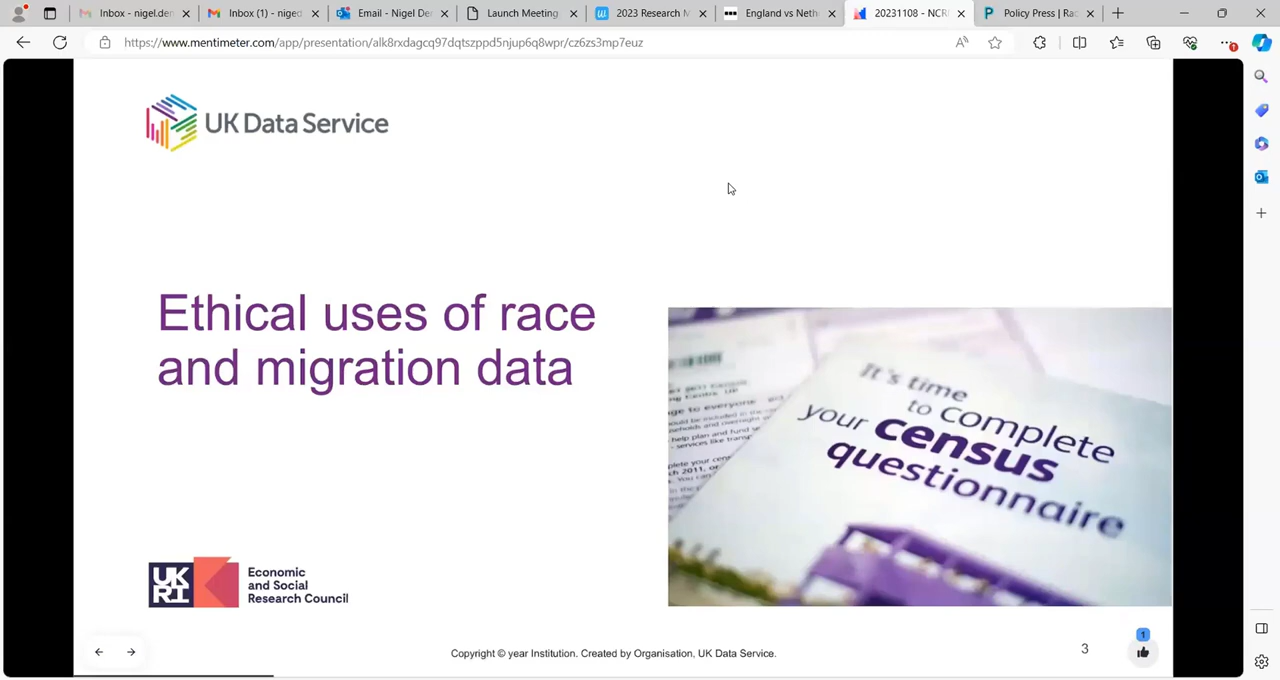 Inbox - nigel.den
Inbox (1) - niged
Email - Nigel De
Launch Meeting
2023 Research M
England vs Neth
20231108 - NCR
Policy Press | Ra
https://www.mentimeter.com/app/presentation/alk8rxdagcq97dqtszppd5njup6q8wpr/cz6zs3mp7euz
UK Data Service
Ethical uses of race
and migration data
It's time
to complete
your census
questionnaire
UK
RI
Economic
and Social
Research Council
Copyright © year Institution. Created by Organisation, UK Data Service.
3
1